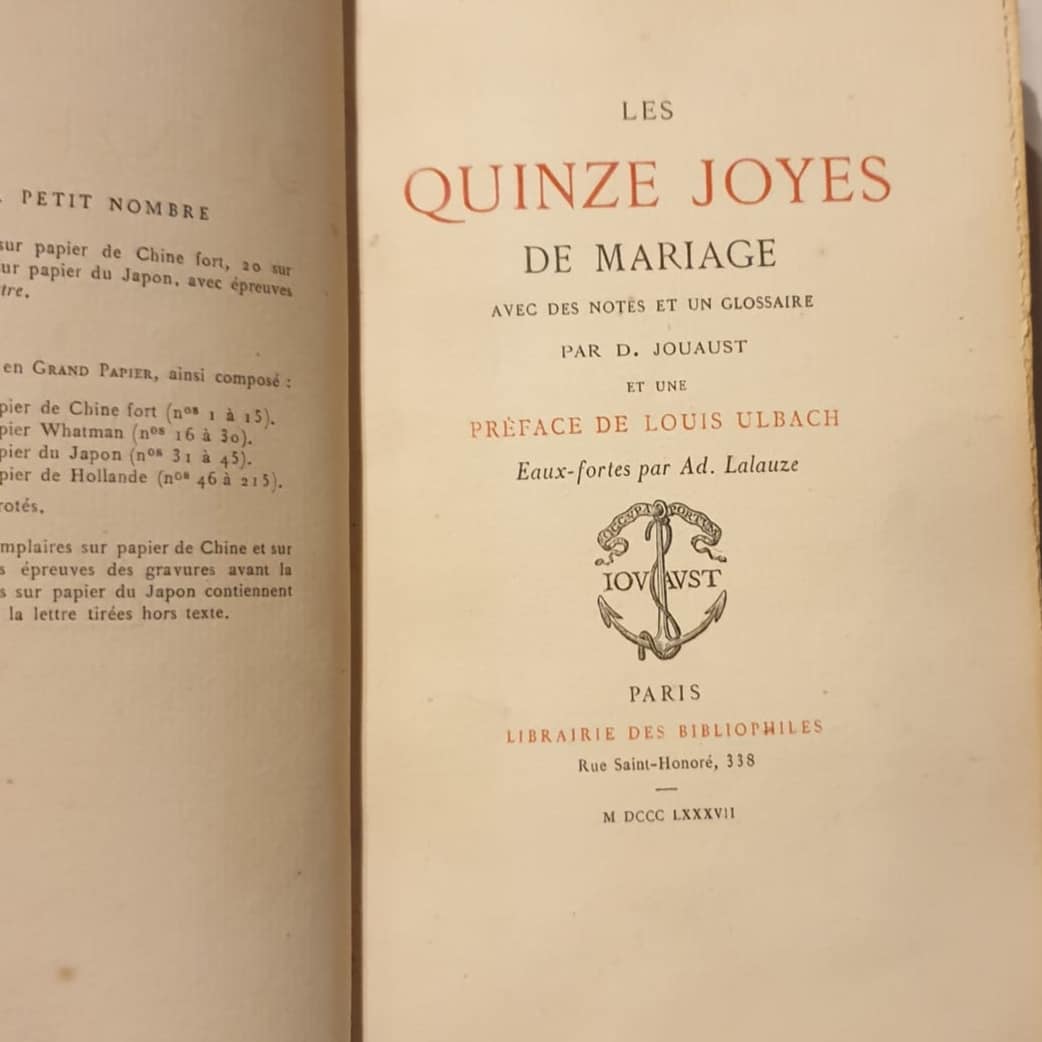 PETIT NOMBRE
sur papier de Chine fort, 20 sur
ur papier du Japon, avec épreuves
tre.
en GRAND PAPIER, ainsi composé :
pier de Chine fort (nos 1 à 15).
pier Whatman (nos 16 à 30).
pier du Japon (nos 31 à 45).
pier de Hollande (nos 46 à 215).
rotés.
mplaires sur papier de Chine et sur
s épreuves des gravures avant la
s sur papier du Japon contiennent
la lettre tirées hors texte.
LES
QUINZE JOYES
DE MARIAGE
AVEC DES NOTES ET UN GLOSSAIRE
PAR D. JOUAUST
ET UNE
PRÉFACE DE LOUIS ULBACH
Eaux-fortes par Ad. Lalauze
OCCVPA PORTUM
IOVAVST
PARIS
LIBRAIRIE DES BIBLIOPHILES
Rue Saint-Honoré, 338
M DCCC LXXXVII